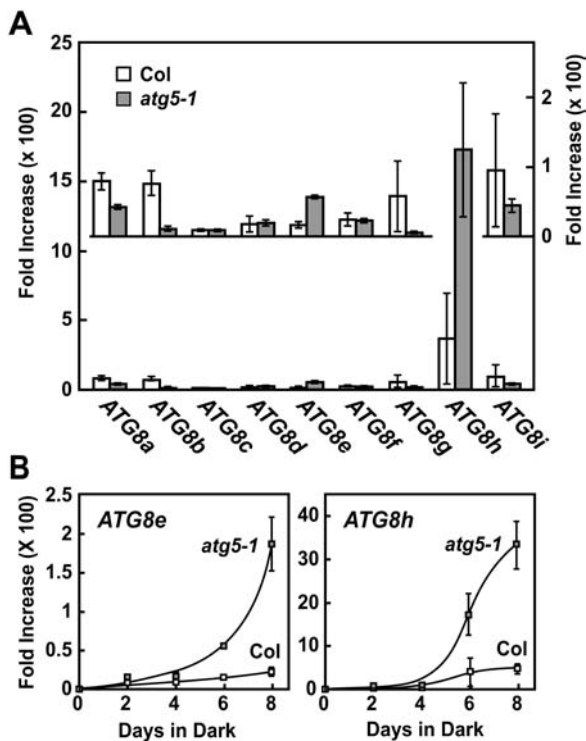 A
25
20
15
10
5
0
Fold Increase (x 100)
Col
atg5-1
2
1
0
Fold Increase (x 100)
ATG8a
ATG8b
ATG8c
ATG8d
ATG8e
ATG8f
ATG8g
ATG8h
ATG8i
B
2.5
2
1.5
1
0.5
0
Fold Increase (X 100)
ATG8e
atg5-1
Col
0 2 4 6 8
Days in Dark
40
30
20
10
0
ATG8h
atg5-1
Col
0 2 4 6 8
Days in Dark